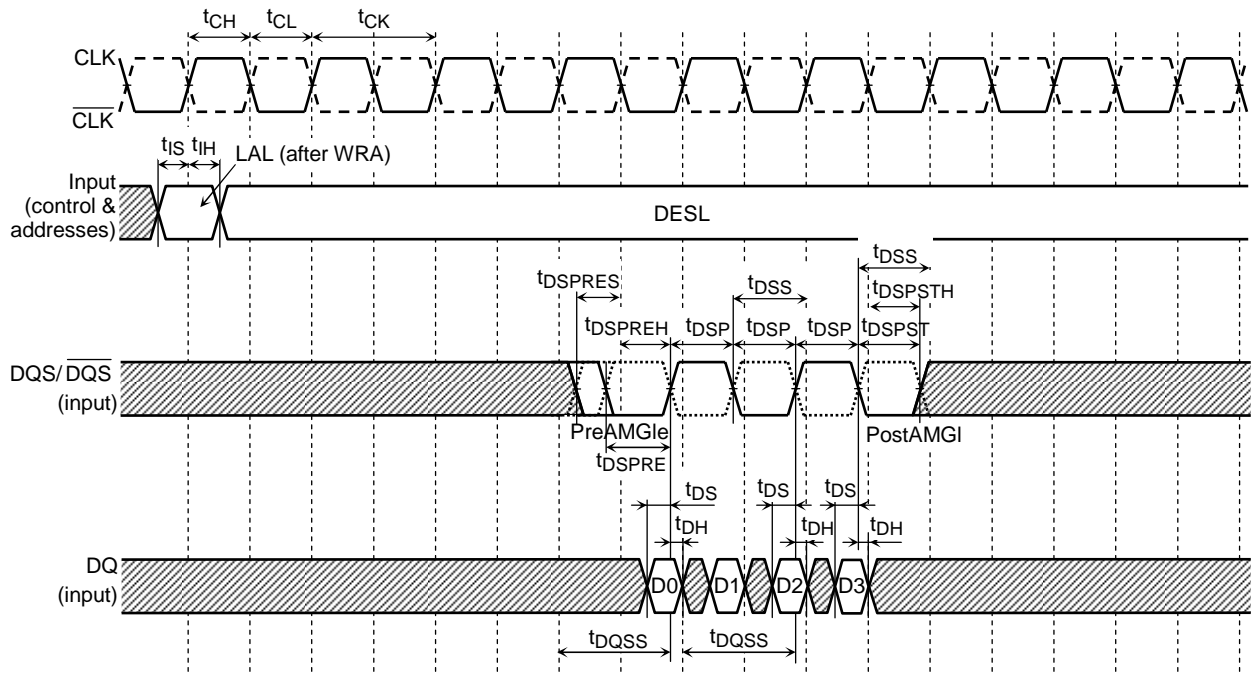 tCH tCL tCK
CLK
CLK
tIS tIH LAL (after WRA)
Input
(control &
addresses)
DESL
tDSS
tDSPRES tDSS tDSPSTH
tDSPREH tDSP tDSP tDSP tDSPST
DQS/DQS
(input)
PreAMGle PostAMGl
tDSPRE
tDS tDS tDS
tDH tDH tDH
DQ
(input)
D0 D1 D2 D3
tDQSS tDQSS